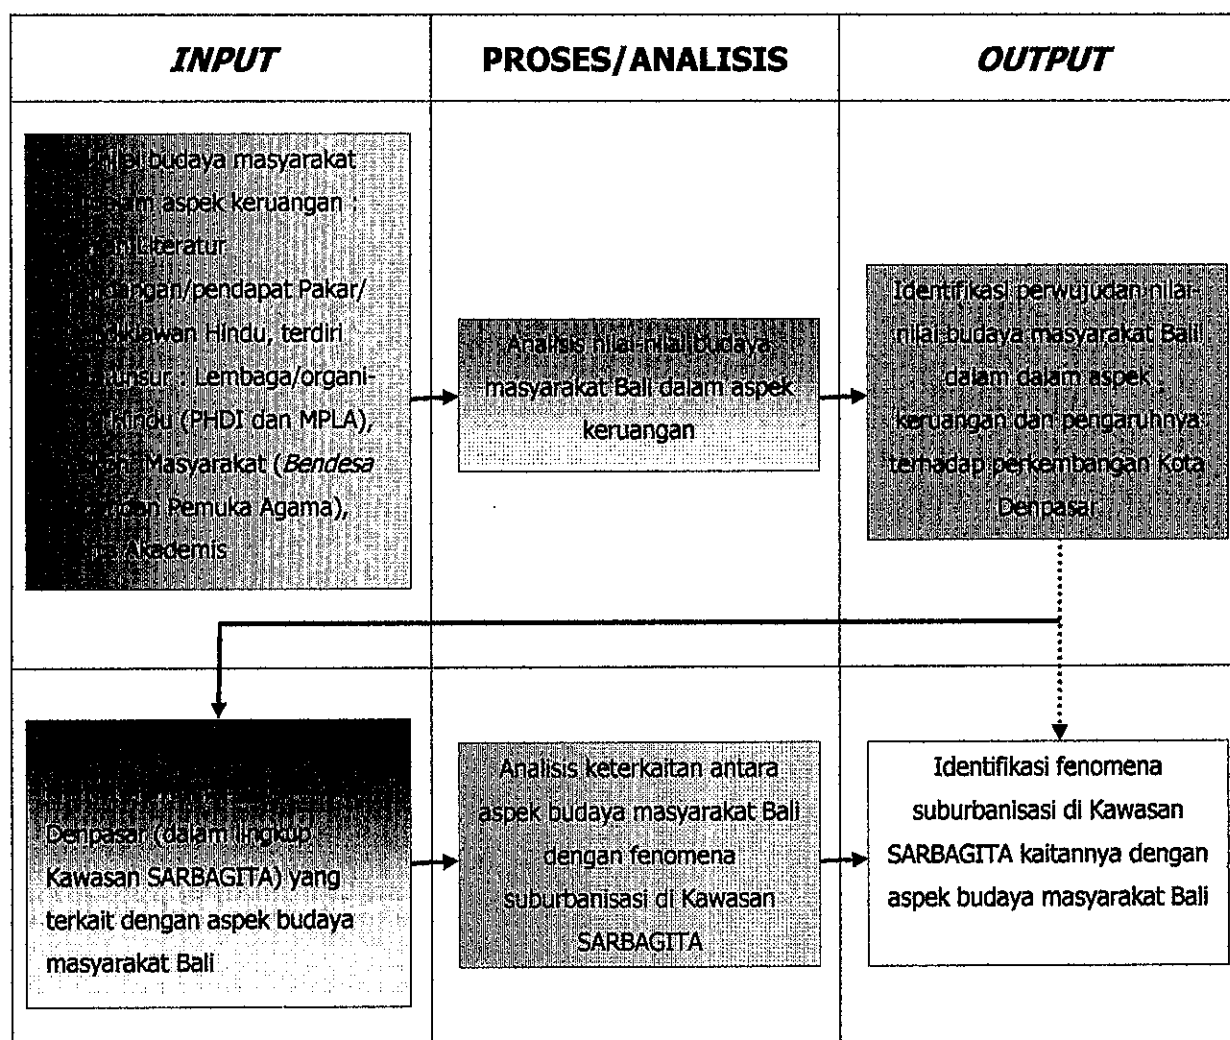 INPUT
PROSES/ANALISIS
OUTPUT
budaya masyarakat
aspek keruangan :
Pakar/
Hindu, terdiri
unsur : Lembaga/organi-
Hindu (PHDI dan MPLA),
Masyarakat (Bendesa
dan Pemuka Agama),
Akademis
Analisis nilai-nilai budaya
masyarakat Bali dalam aspek
keruangan
Identifikasi perwujudan nilai-
nilai budaya masyarakat Bali
dalam dalam aspek
keruangan dan pengaruhnya
terhadap perkembangan Kota
Denpasar
Denpasar (dalam lingkup
Kawasan SARBAGITA) yang
terkait dengan aspek budaya
masyarakat Bali
Analisis keterkaitan antara
aspek budaya masyarakat Bali
dengan fenomena
suburbanisasi di Kawasan
SARBAGITA
Identifikasi fenomena
suburbanisasi di Kawasan
SARBAGITA kaitannya dengan
aspek budaya masyarakat Bali